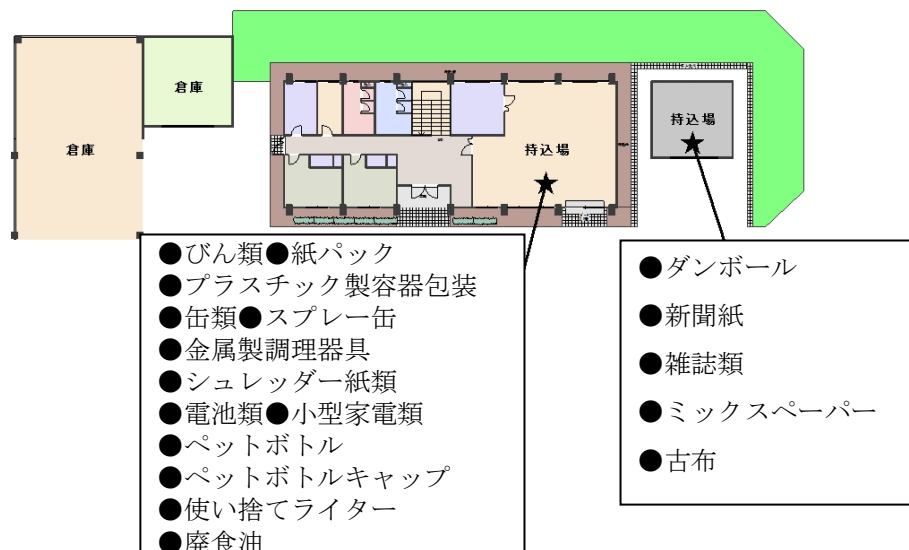 倉庫
倉庫
持込場
持込場
●びん類●紙パック
●プラスチック製容器包装
●缶類●スプレー缶
●金属製調理器具
●シュレッダー紙類
●電池類●小型家電類
●ペットボトル
●ペットボトルキャップ
●使い捨てライター
●廃食油
●ダンボール
●新聞紙
●雑誌類
●ミックスペーパー
●古布